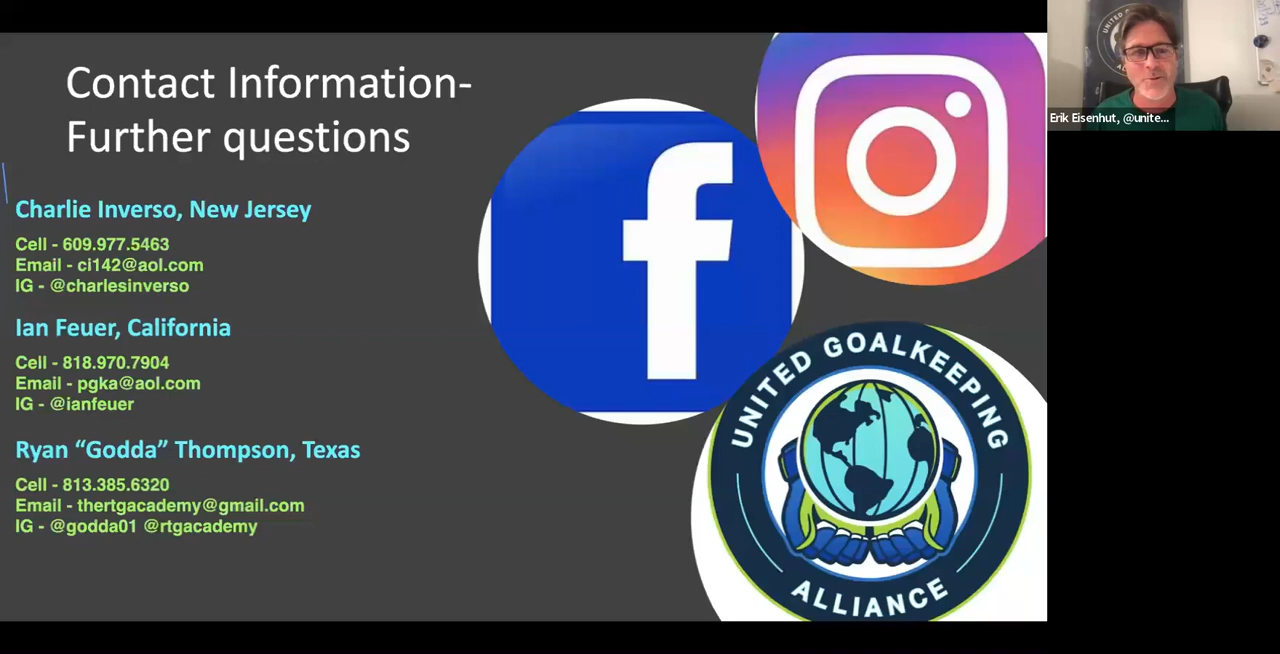 Contact Information-
Further questions
Charlie Inverso, New Jersey
Cell - 609.977.5463
Email - ci142@aol.com
IG - @charlesinverso
Ian Feuer, California
Cell - 818.970.7904
Email - pgka@aol.com
IG - @ianfeuer
Ryan “Godda” Thompson, Texas
Cell - 813.385.6320
Email - thertgacademy@gmail.com
IG - @godda01 @rtgacademy
UNITED GOALKEEPING
ALLIANCE
Erik Eisenhut, @unite...